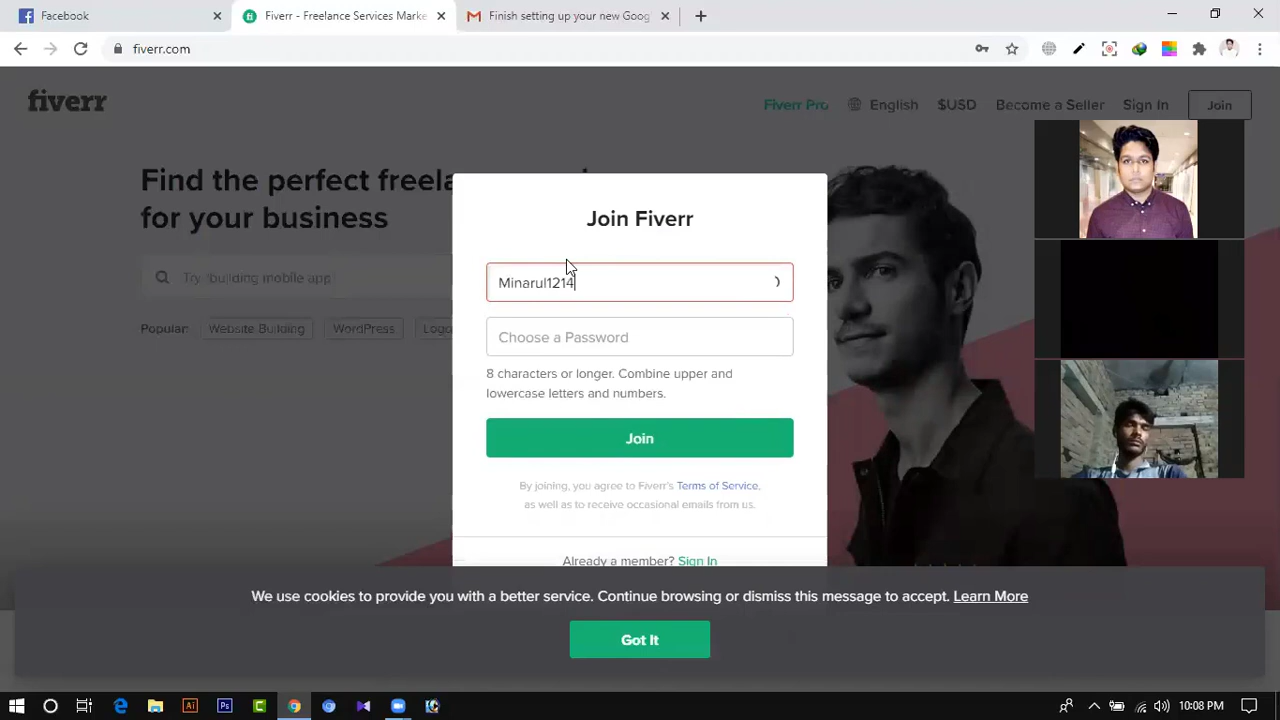 Facebook
Fiverr - Freelance Services Marke
Finish setting up your new Goog
fiverr.com
fiverr
Fiverr Pro
English
$USD
Become a Seller
Sign In
Join
Find the perfect freela
for your business
Try "building mobile app
Popular:
Website Building
WordPress
Logo
Join Fiverr
Minarul1214
Choose a Password
8 characters or longer. Combine upper and
lowercase letters and numbers.
Join
By joining, you agree to Fiverr's Terms of Service,
as well as to receive occasional emails from us.
Already a member? Sign In
We use cookies to provide you with a better service. Continue browsing or dismiss this message to accept. Learn More
Got It
10:08 PM